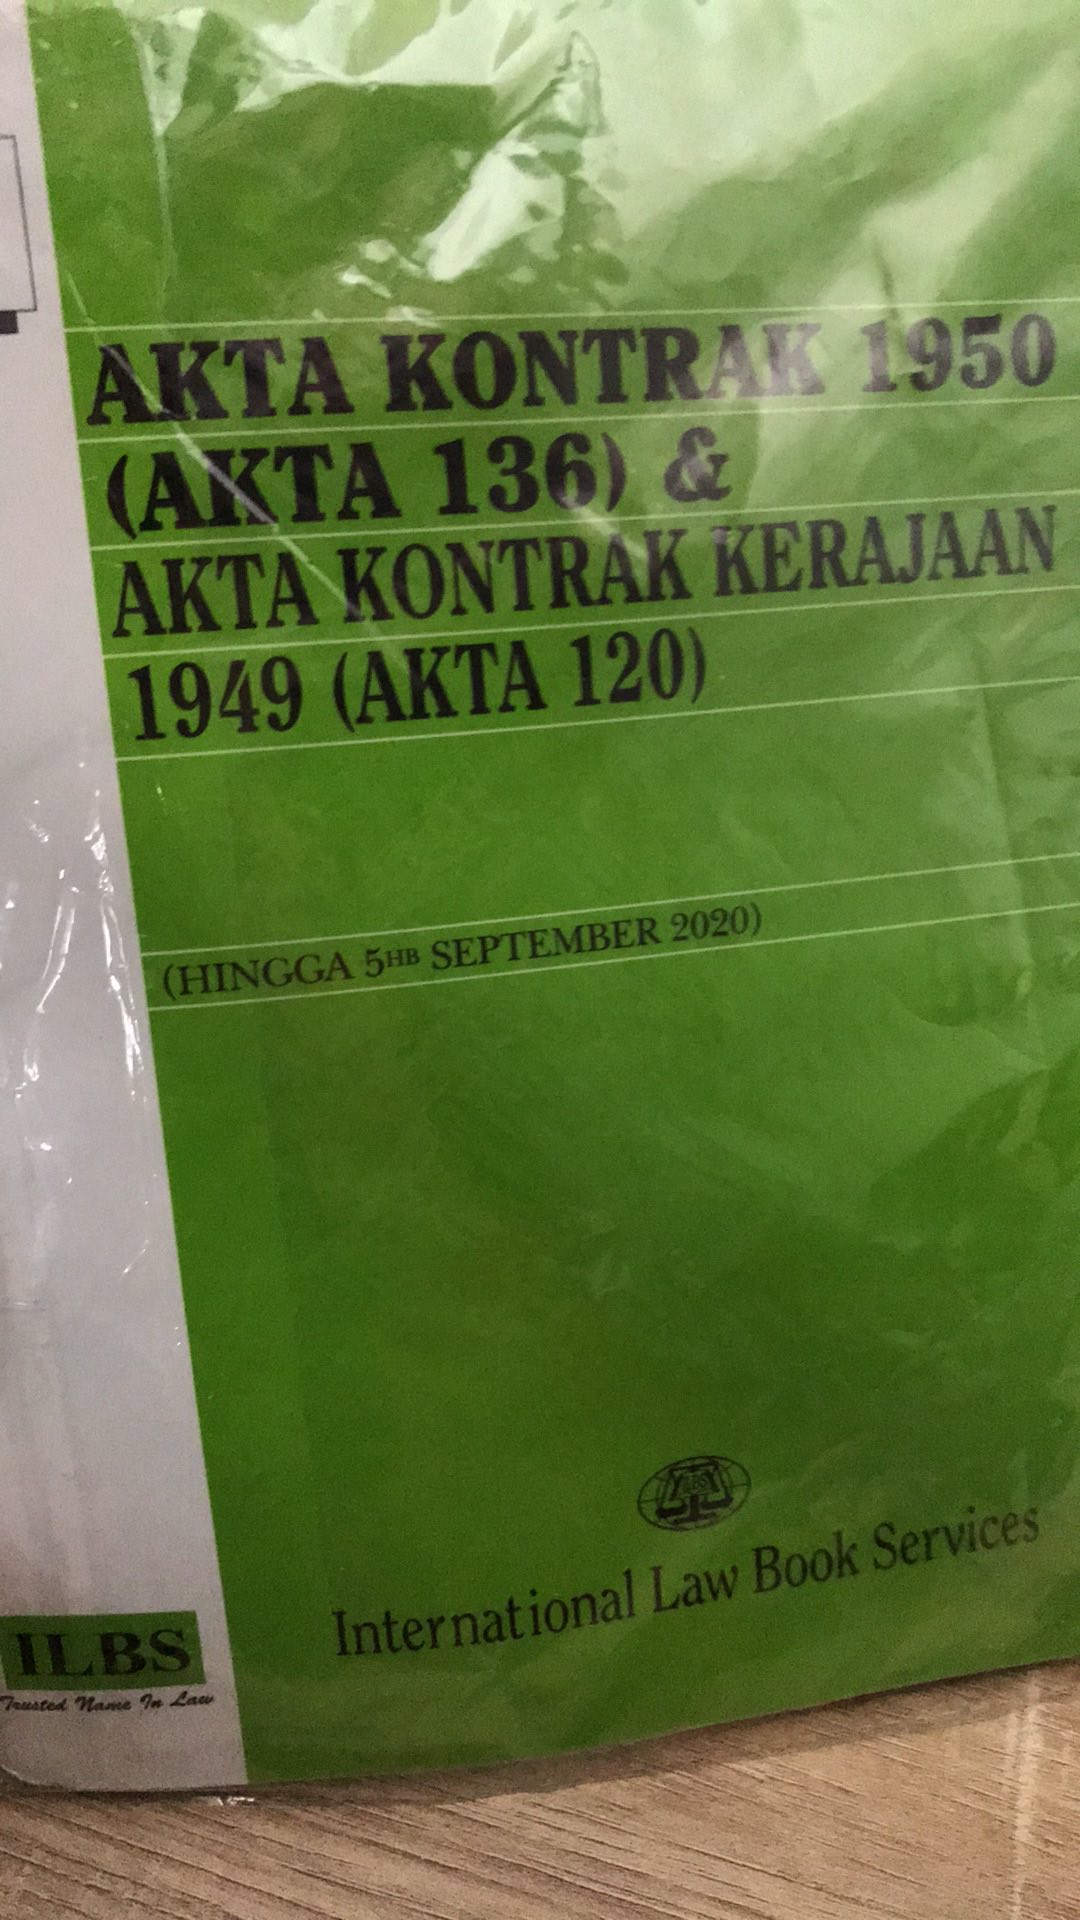 AKTA KONTRAK 1950
(AKTA 136) &
AKTA KONTRAK KERAJAAN
1949 (AKTA 120)
(HINGGA 5HB SEPTEMBER 2020)
ILBS
International Law Book Services
ILBS
Trusted Name In Law